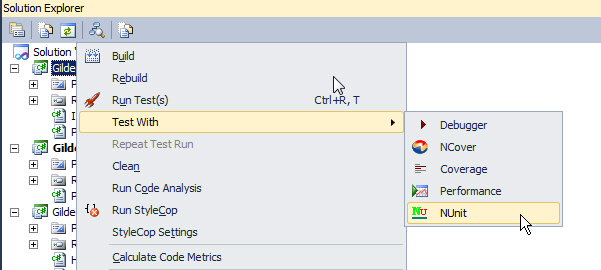 Solution Explorer
Solution
Gilde
P
R
I
P
Gilde
P
R
P
Gilde
P
R
H
Build
Rebuild
Run Test(s) Ctrl+R, T
Test With
Repeat Test Run
Clean
Run Code Analysis
Run StyleCop
StyleCop Settings
Calculate Code Metrics
Debugger
NCover
Coverage
Performance
NU NUnit